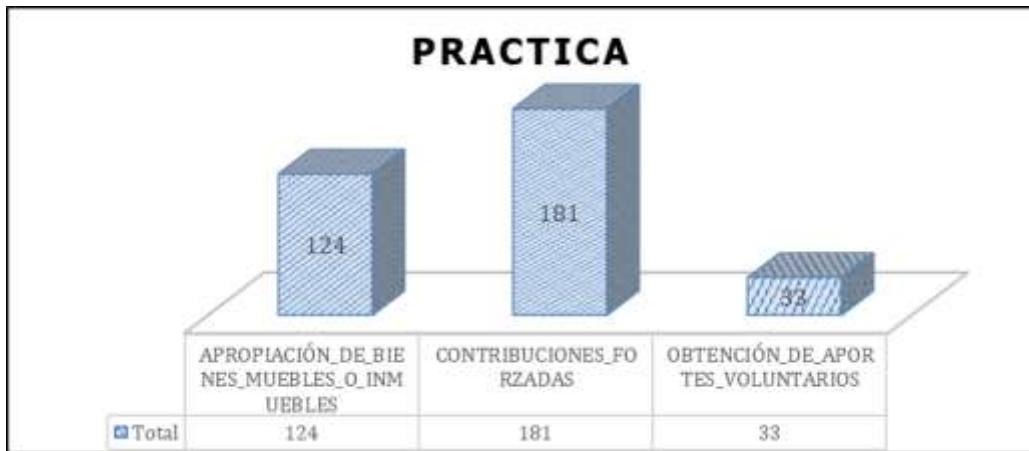 PRACTICA
124
181
33
APROPIACIÓN_DE_BIE
NES_MUEBLES_O_INM
UEBLES
CONTRIBUCIONES_FO
RZADAS
OBTENCIÓN_DE_APOR
TES_VOLUNTARIOS
Total 124 181 33